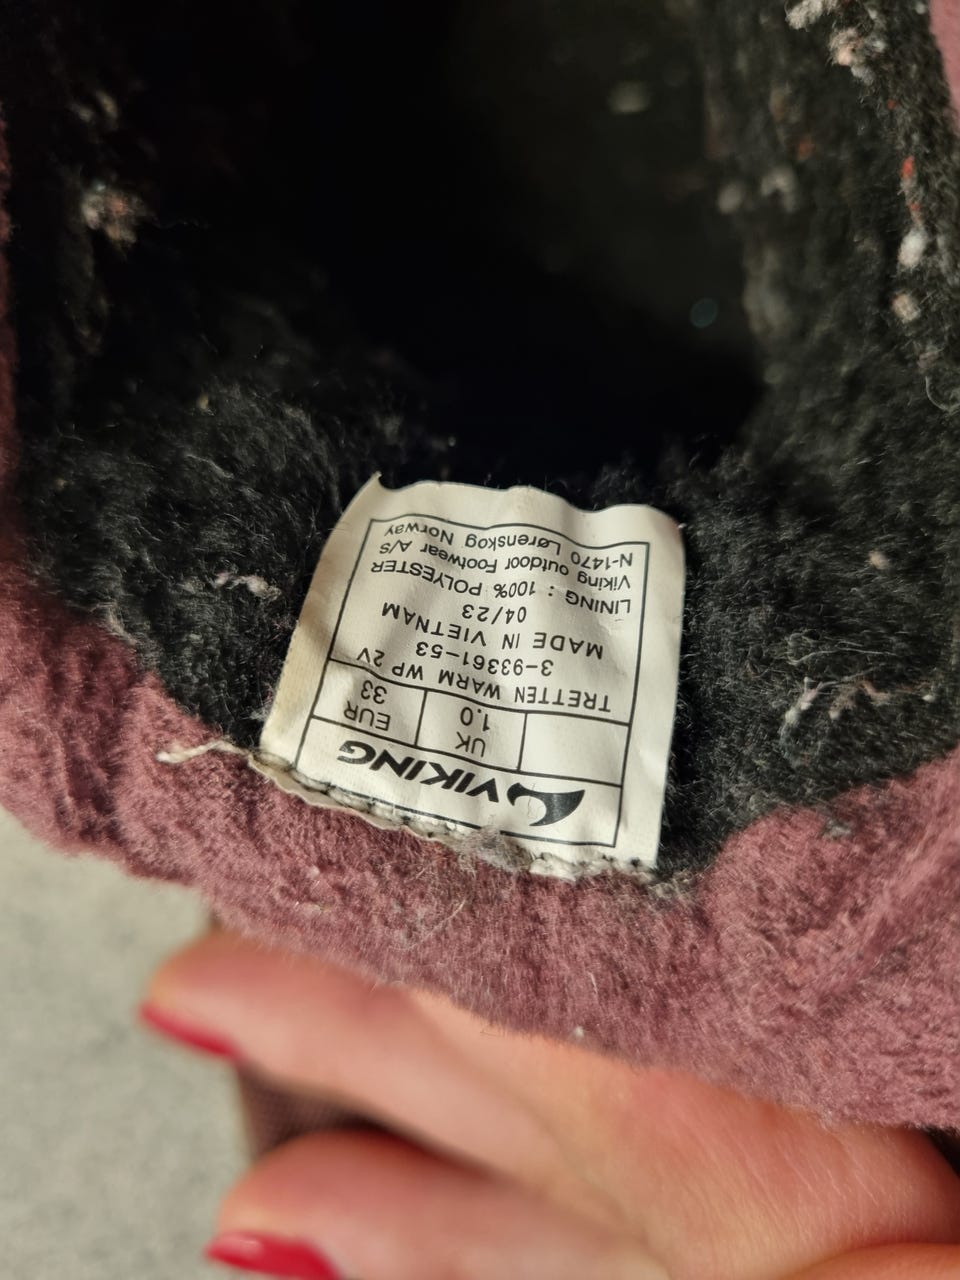 VIKING
UK EUR
1.0 33
TRETTEN WARM WP 2V
3-93361-53
MADE IN VIETNAM
04/23
LINING : 100% POLYESTER
Viking outdoor Footwear A/S
N-1470 Lørenskog Norway